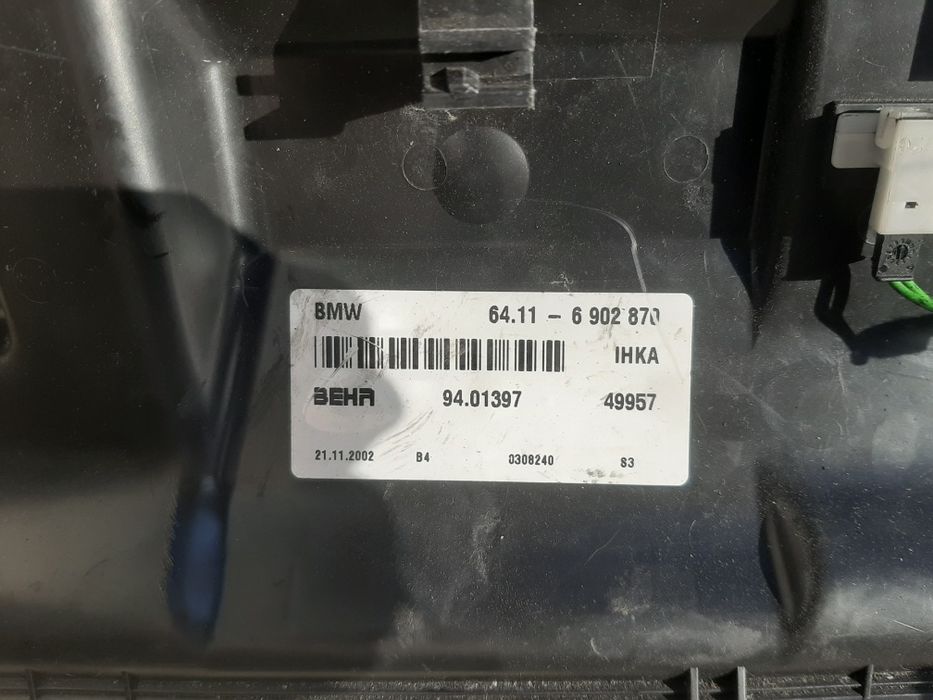 BMW 64.11 – 6 902 870
IHKA
BEHR 94.01397 49957
21.11.2002 B4 0308240 S3